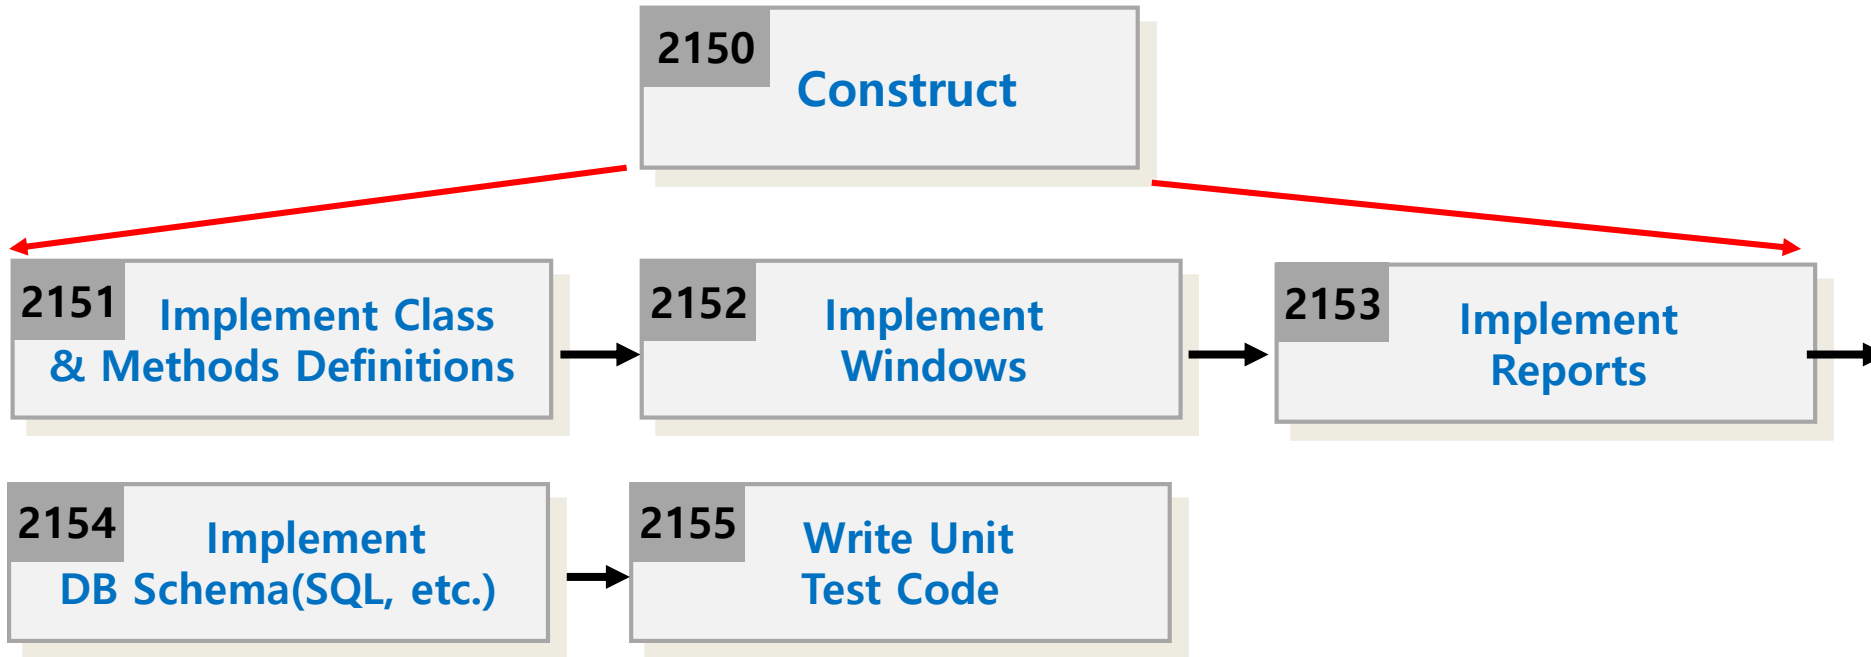 2150
Construct
2151
Implement Class
& Methods Definitions
2152
Implement
Windows
2153
Implement
Reports
2154
Implement
DB Schema(SQL, etc.)
2155
Write Unit
Test Code